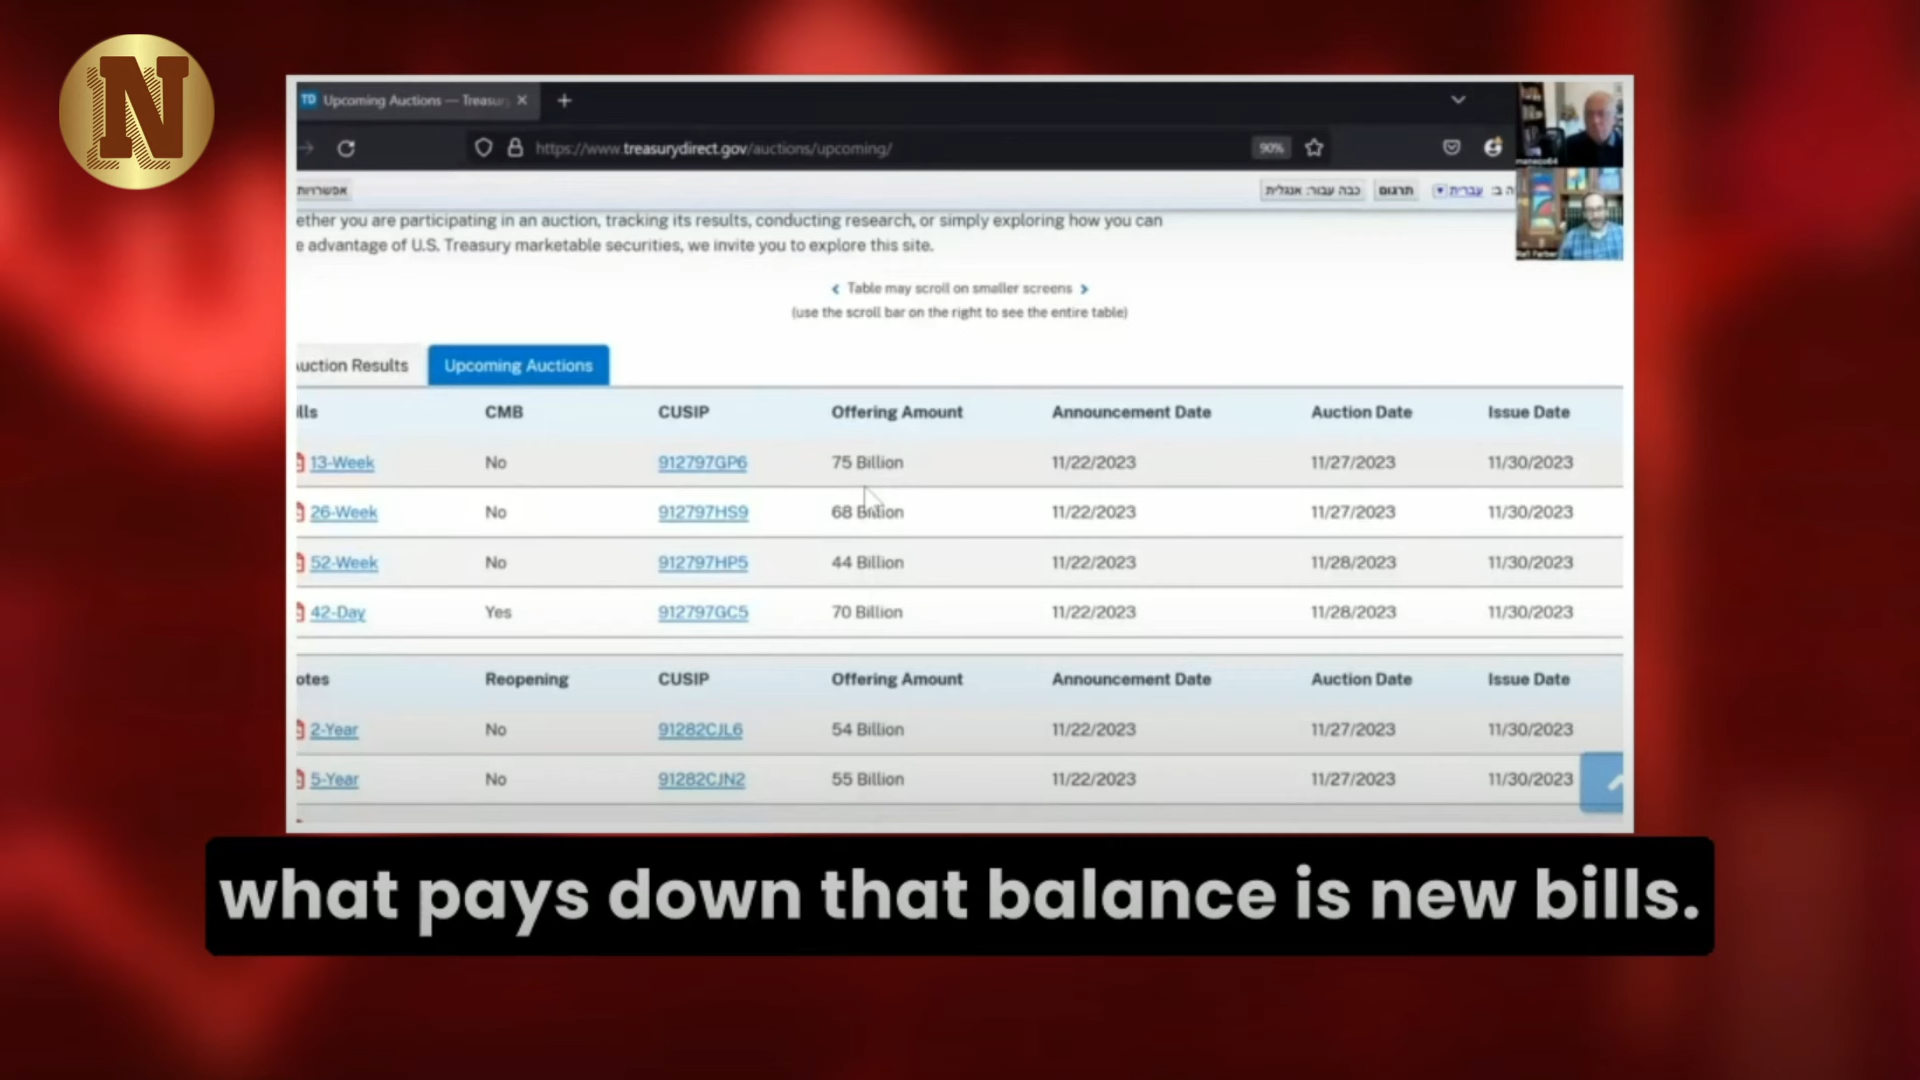 N
TD Upcoming Auctions — Treasury
https://www.treasurydirect.gov/auctions/upcoming/
90%
אפשרויות
כבה עבור: אנגלית
תרגום
עברית
ה ב:
ether you are participating in an auction, tracking its results, conducting research, or simply exploring how you can
e advantage of U.S. Treasury marketable securities, we invite you to explore this site.
Table may scroll on smaller screens
(use the scroll bar on the right to see the entire table)
uction Results Upcoming Auctions
ills CMB CUSIP Offering Amount Announcement Date Auction Date Issue Date
13-Week No 912797GP6 75 Billion 11/22/2023 11/27/2023 11/30/2023
26-Week No 912797HS9 68 Billion 11/22/2023 11/27/2023 11/30/2023
52-Week No 912797HP5 44 Billion 11/22/2023 11/28/2023 11/30/2023
42-Day Yes 912797GC5 70 Billion 11/22/2023 11/28/2023 11/30/2023
otes Reopening CUSIP Offering Amount Announcement Date Auction Date Issue Date
2-Year No 91282CJL6 54 Billion 11/22/2023 11/27/2023 11/30/2023
5-Year No 91282CJN2 55 Billion 11/22/2023 11/27/2023 11/30/2023
what pays down that balance is new bills.